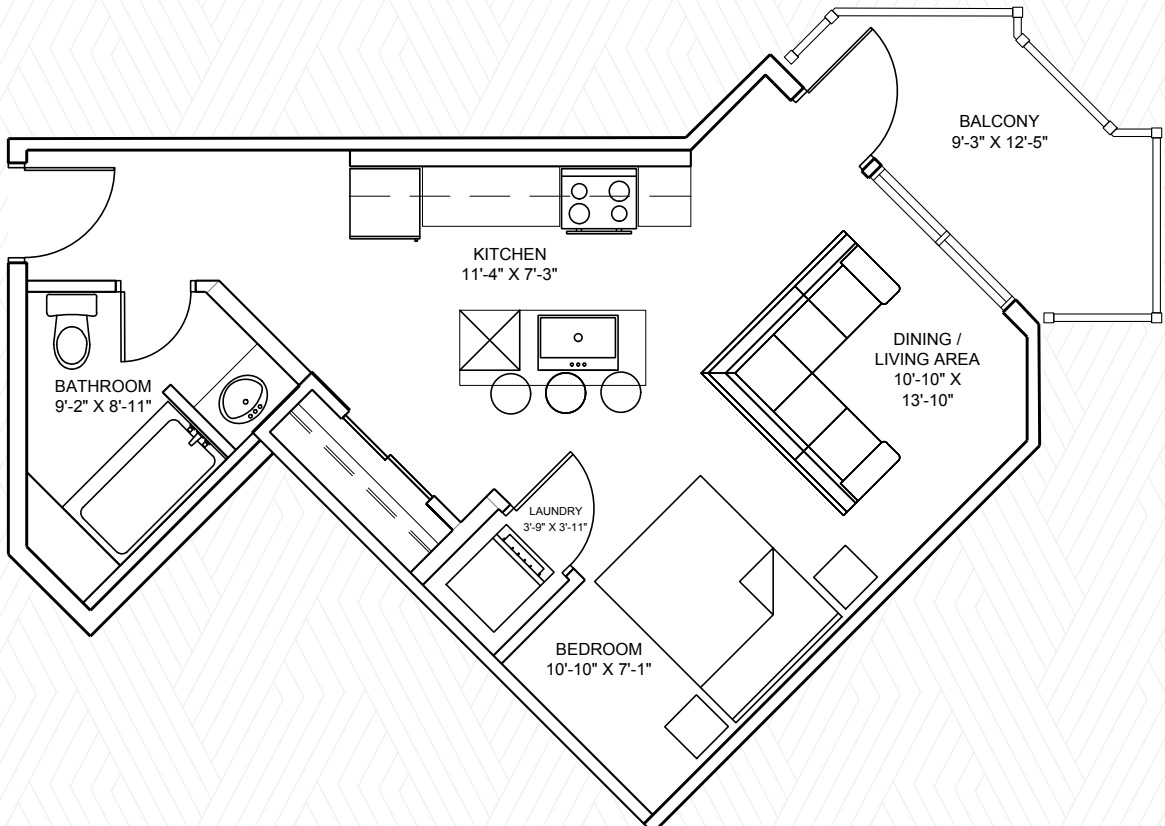 BALCONY
9'-3" X 12'-5"
KITCHEN
11'-4" X 7'-3"
DINING /
LIVING AREA
10'-10" X
13'-10"
BATHROOM
9'-2" X 8'-11"
LAUNDRY
3'-9" X 3'-11"
BEDROOM
10'-10" X 7'-1"